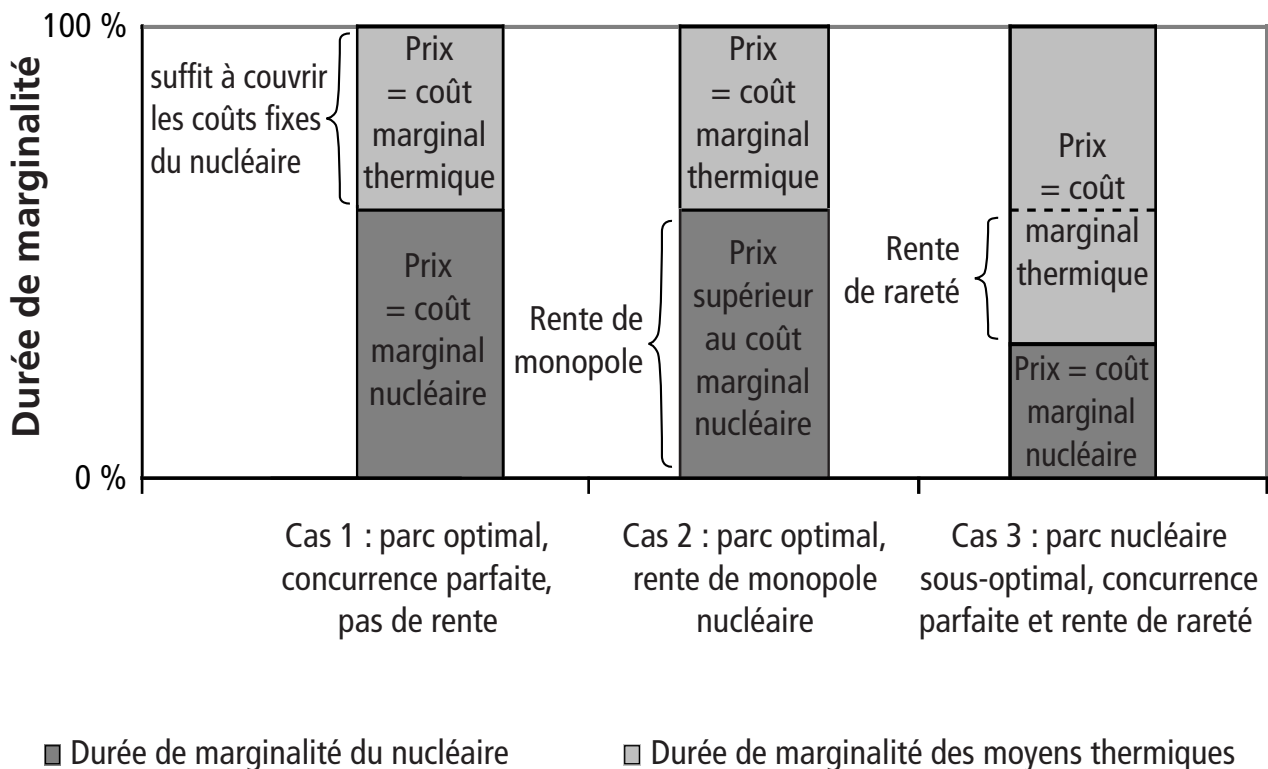 100 %
Durée de marginalité
0 %
suffit à couvrir
les coûts fixes
du nucléaire
Prix
= coût
marginal
thermique
Prix
= coût
marginal
nucléaire
Rente de
monopole
Prix
= coût
marginal
thermique
Prix
supérieur
au coût
marginal
nucléaire
Rente
de rareté
Prix
= coût
marginal
thermique
Prix = coût
marginal
nucléaire
Cas 1 : parc optimal,
concurrence parfaite,
pas de rente
Cas 2 : parc optimal,
rente de monopole
nucléaire
Cas 3 : parc nucléaire
sous-optimal, concurrence
parfaite et rente de rareté
Durée de marginalité du nucléaire
Durée de marginalité des moyens thermiques